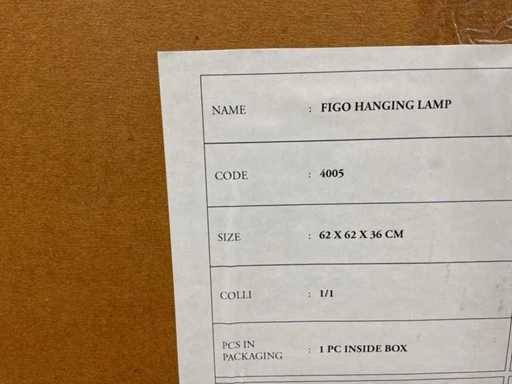 NAME : FIGO HANGING LAMP
CODE : 4005
SIZE : 62 X 62 X 36 CM
COLLI : 1/1
PCS IN
PACKAGING : 1 PC INSIDE BOX